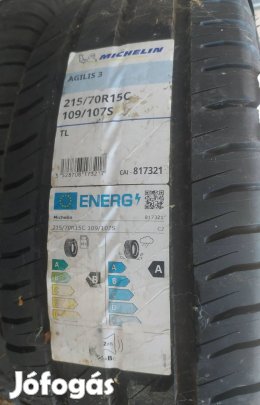 MICHELIN
AGILIS 3
215/70R15C
109/107S
TL
CAI 817321
ENERG
Michelin
817321
215/70R15C 109/107S
C2
A
B
A
Jófogás